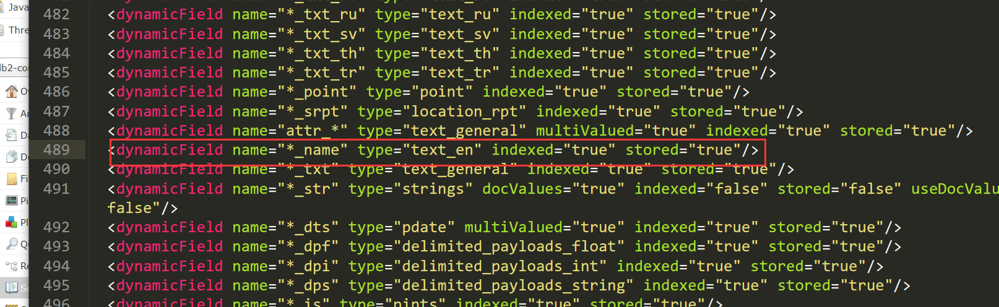 Java
Thre
lb2-co
Ov
An
Da
Do
Fi
Pi
Pl
Qu
Re
Sc
482 <dynamicField name="*_txt_ru" type="text_ru" indexed="true" stored="true"/>
483 <dynamicField name="*_txt_sv" type="text_sv" indexed="true" stored="true"/>
484 <dynamicField name="*_txt_th" type="text_th" indexed="true" stored="true"/>
485 <dynamicField name="*_txt_tr" type="text_tr" indexed="true" stored="true"/>
486 <dynamicField name="*_point" type="point" indexed="true" stored="true"/>
487 <dynamicField name="*_srpt" type="location_rpt" indexed="true" stored="true"/>
488 <dynamicField name="attr_*" type="text_general" multiValued="true" indexed="true" stored="true"/>
489 <dynamicField name="*_name" type="text_en" indexed="true" stored="true"/>
490 <dynamicField name="*_txt" type="text_general" indexed="true" stored="true"/>
491 <dynamicField name="*_str" type="strings" docValues="true" indexed="false" stored="false" useDocValu
false"/>
492 <dynamicField name="*_dts" type="pdate" multiValued="true" indexed="true" stored="true"/>
493 <dynamicField name="*_dpf" type="delimited_payloads_float" indexed="true" stored="true"/>
494 <dynamicField name="*_dpi" type="delimited_payloads_int" indexed="true" stored="true"/>
495 <dynamicField name="*_dps" type="delimited_payloads_string" indexed="true" stored="true"/>
496 <dynamicField name="*_is" type="pints" indexed="true" stored="true"/>